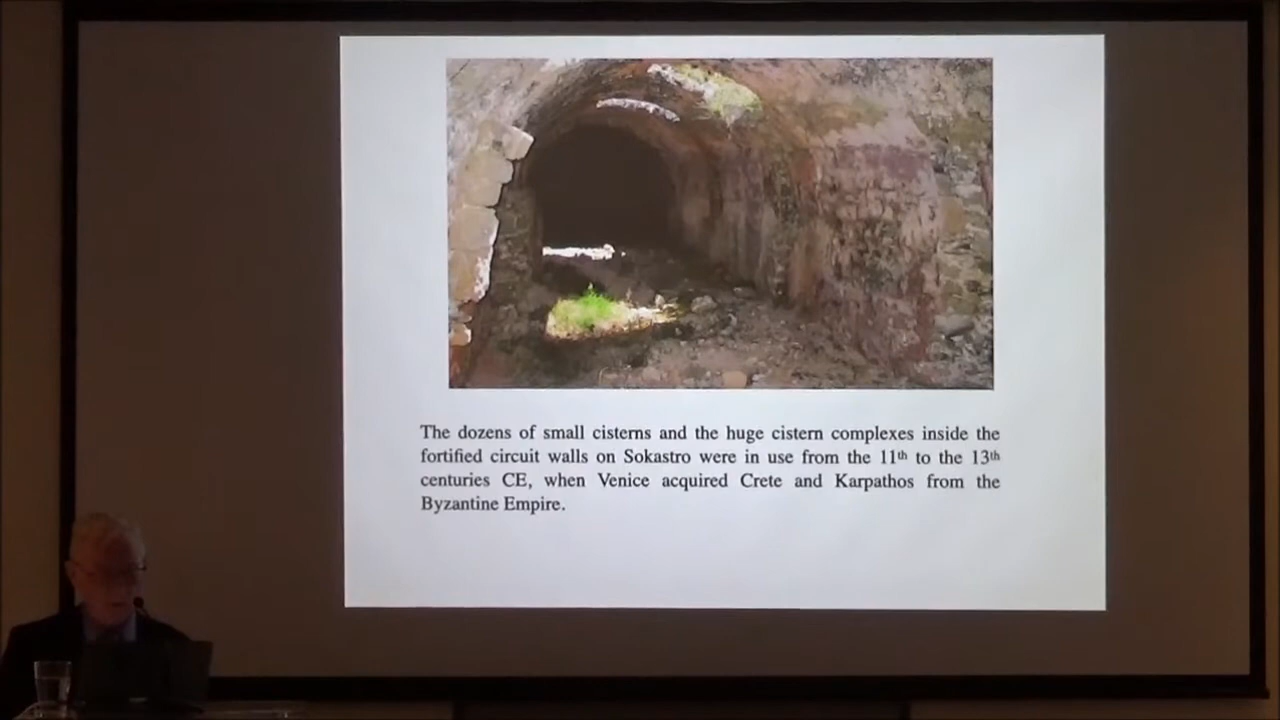 The dozens of small cisterns and the huge cistern complexes inside the
fortified circuit walls on Sokastro were in use from the 11th to the 13th
centuries CE, when Venice acquired Crete and Karpathos from the
Byzantine Empire.